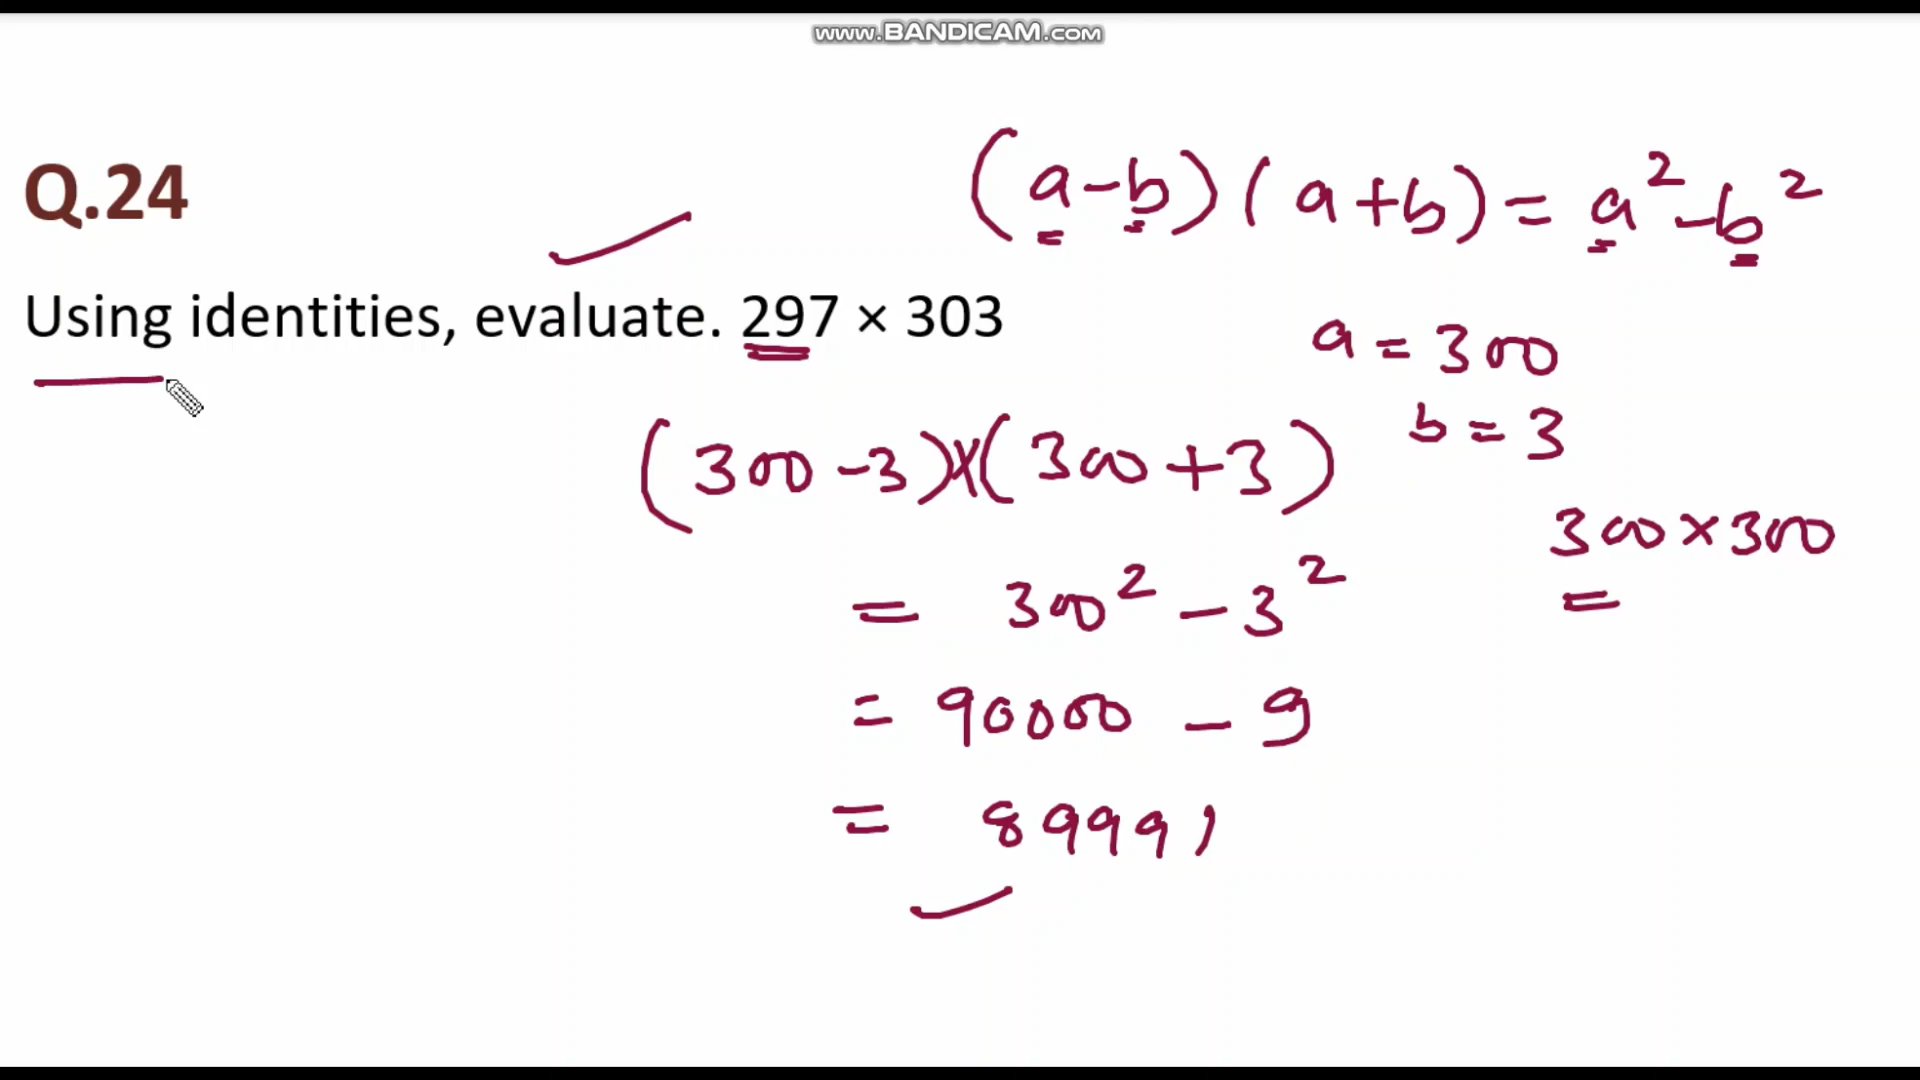 www.BANDICAM.com
Q.24
(a-b)(a+b) = a²-b²
Using identities, evaluate. 297 × 303
a = 300
b = 3
(300-3)×(300+3)
300×300
=
= 300² - 3²
= 90000 - 9
= 89991